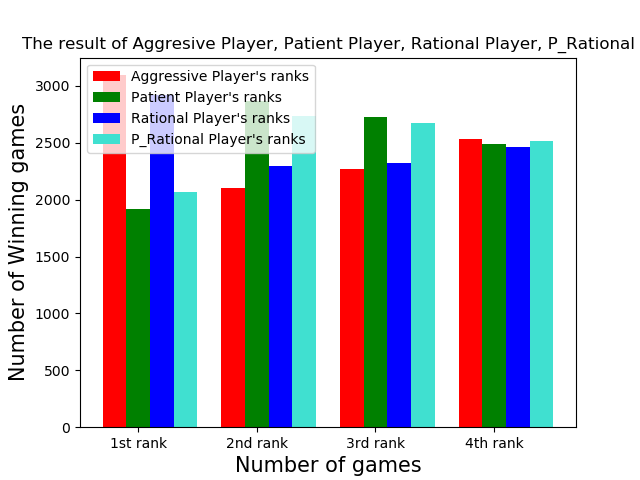 The result of Aggresive Player, Patient Player, Rational Player, P_Rational
Aggressive Player's ranks
Patient Player's ranks
Rational Player's ranks
P_Rational Player's ranks
Number of Winning games
3000
2500
2000
1500
1000
500
0
1st rank
2nd rank
3rd rank
4th rank
Number of games